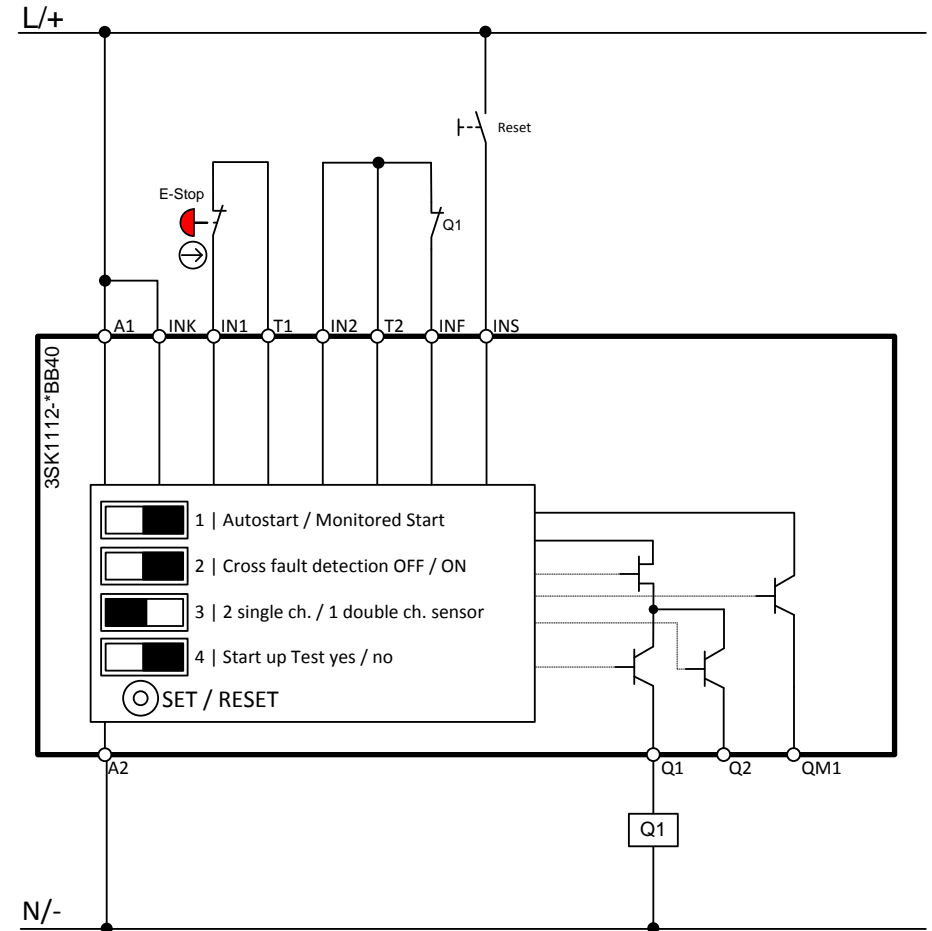 L/+
Reset
E-Stop
Q1
A1 INK IN1 T1 IN2 T2 INF INS
3SK1112-*BB40
1 | Autostart / Monitored Start
2 | Cross fault detection OFF / ON
3 | 2 single ch. / 1 double ch. sensor
4 | Start up Test yes / no
SET / RESET
A2 Q1 Q2 QM1
Q1
N/-